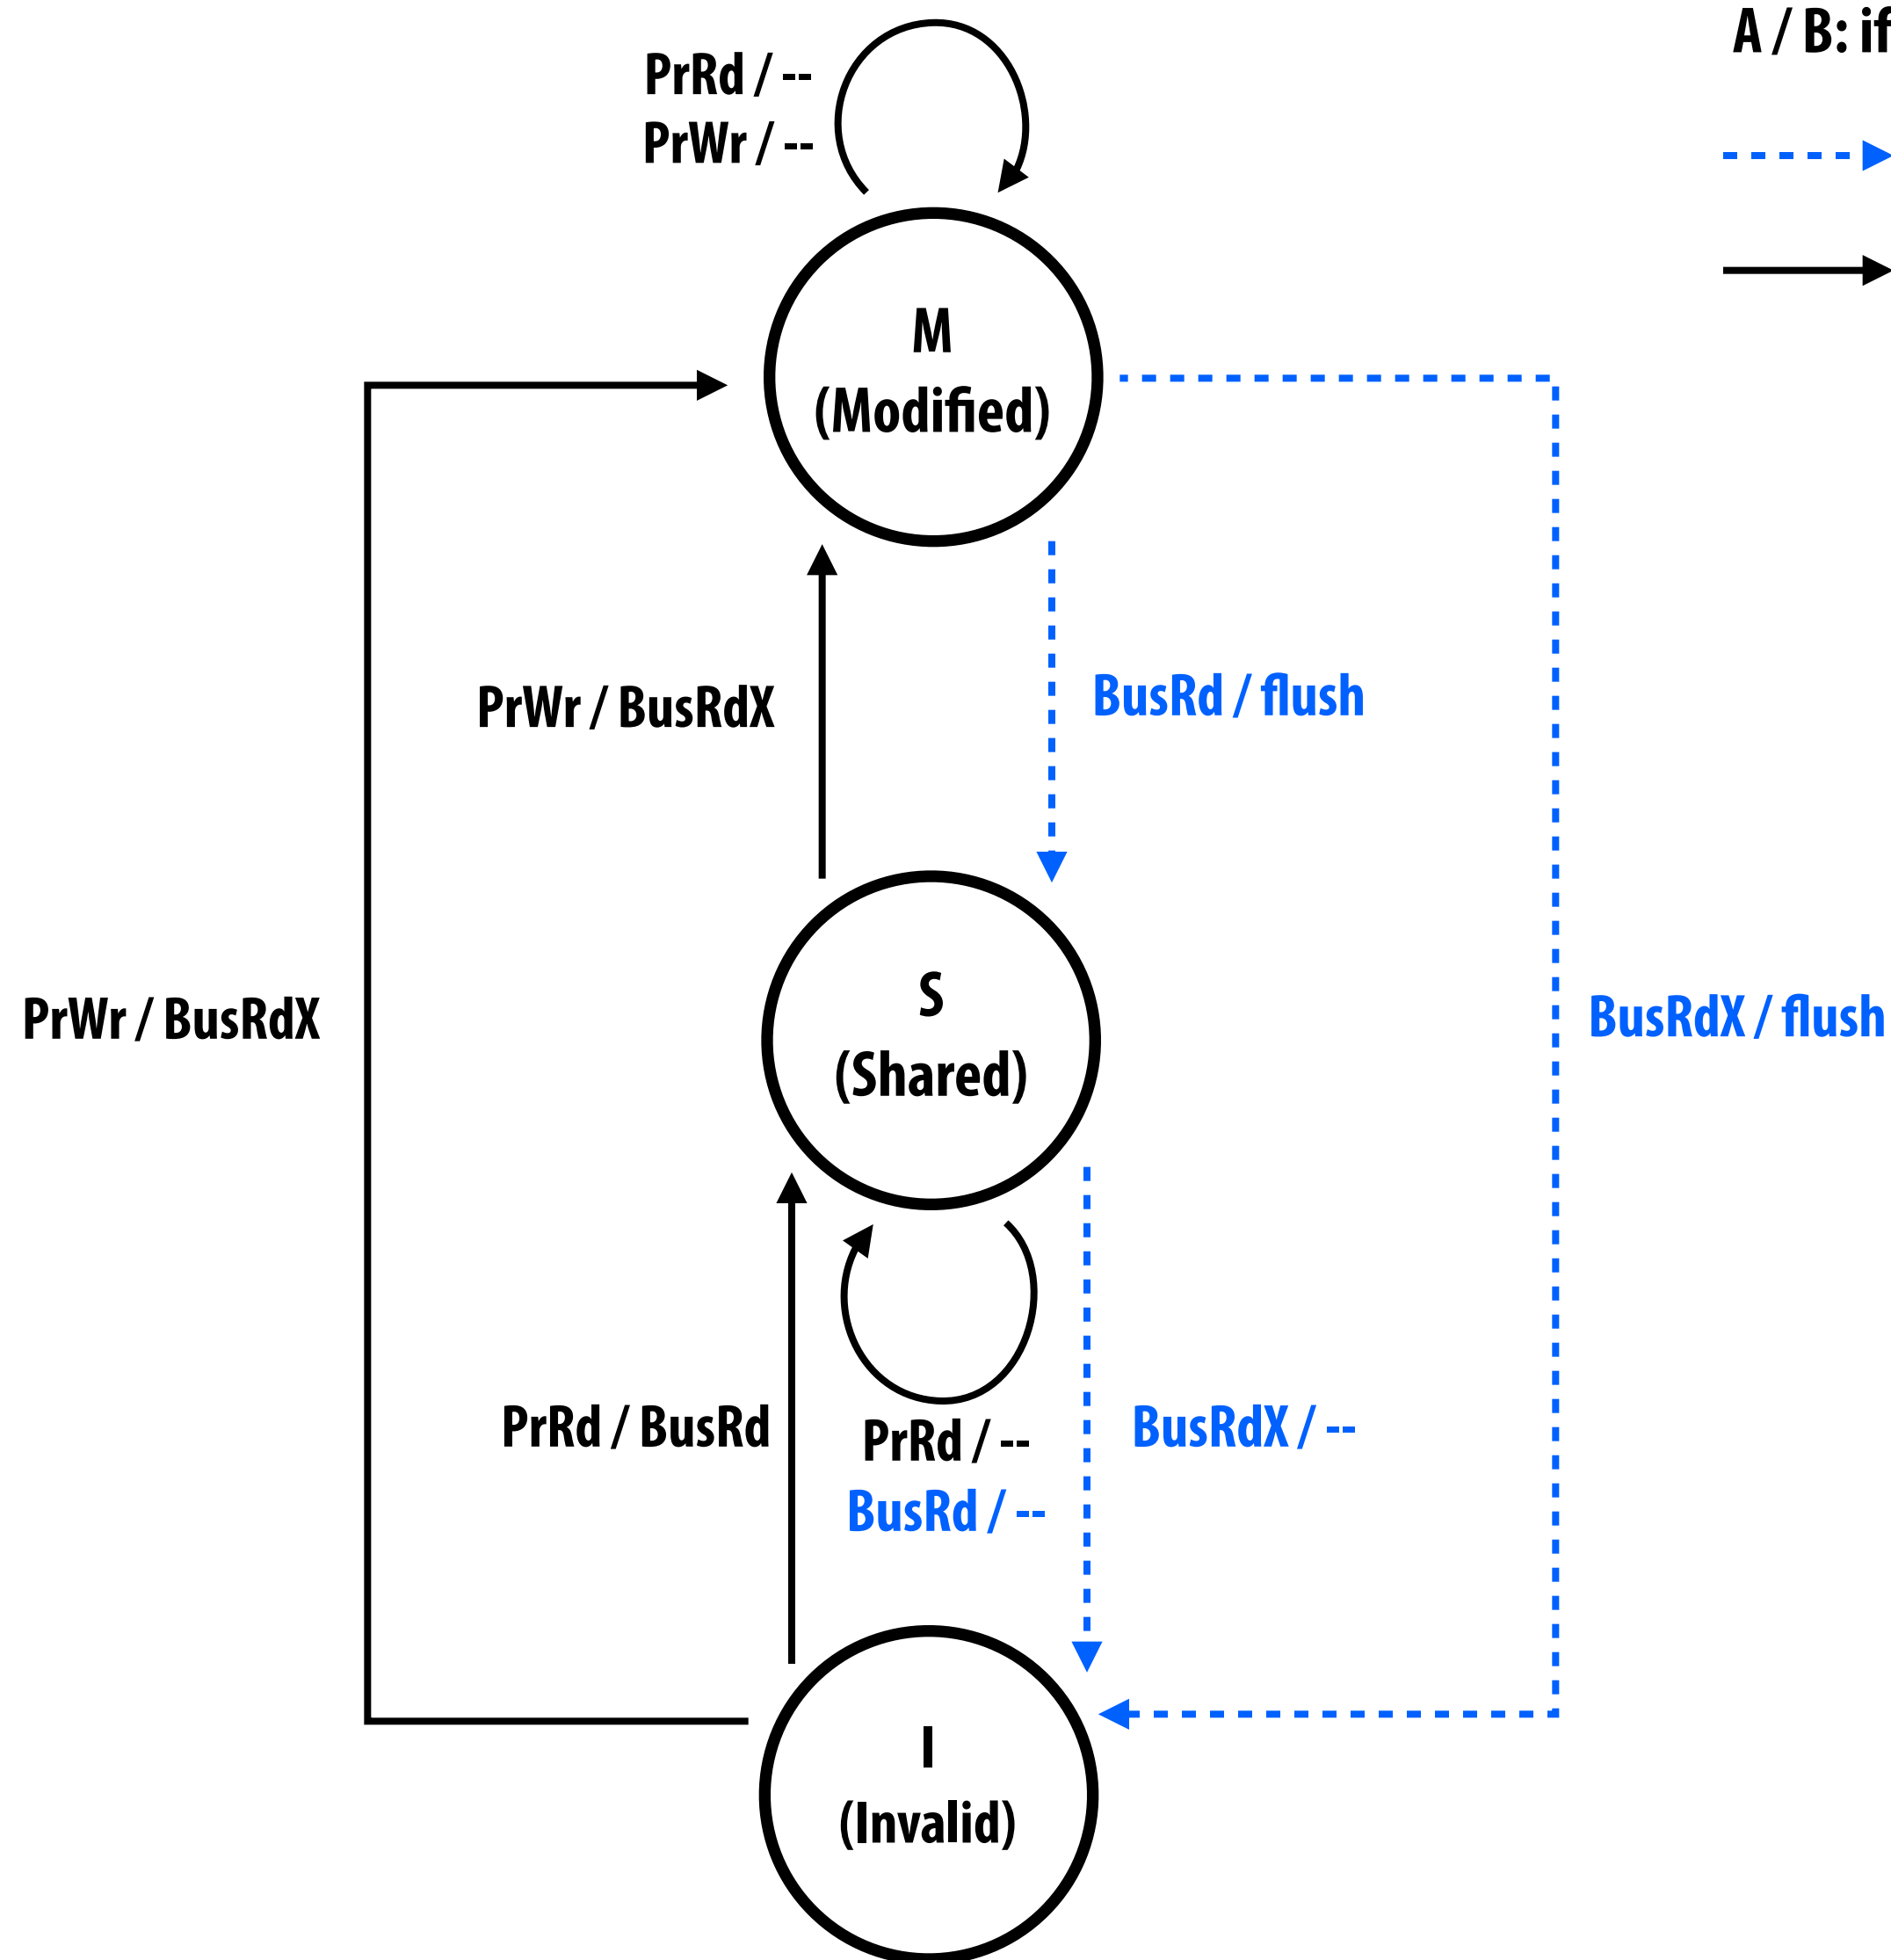 A / B: if
PrRd / --
PrWr / --
M
(Modified)
PrWr / BusRdX
BusRd / flush
S
(Shared)
PrWr / BusRdX
BusRdX / flush
PrRd / BusRd
PrRd / --
BusRd / --
BusRdX / --
I
(Invalid)